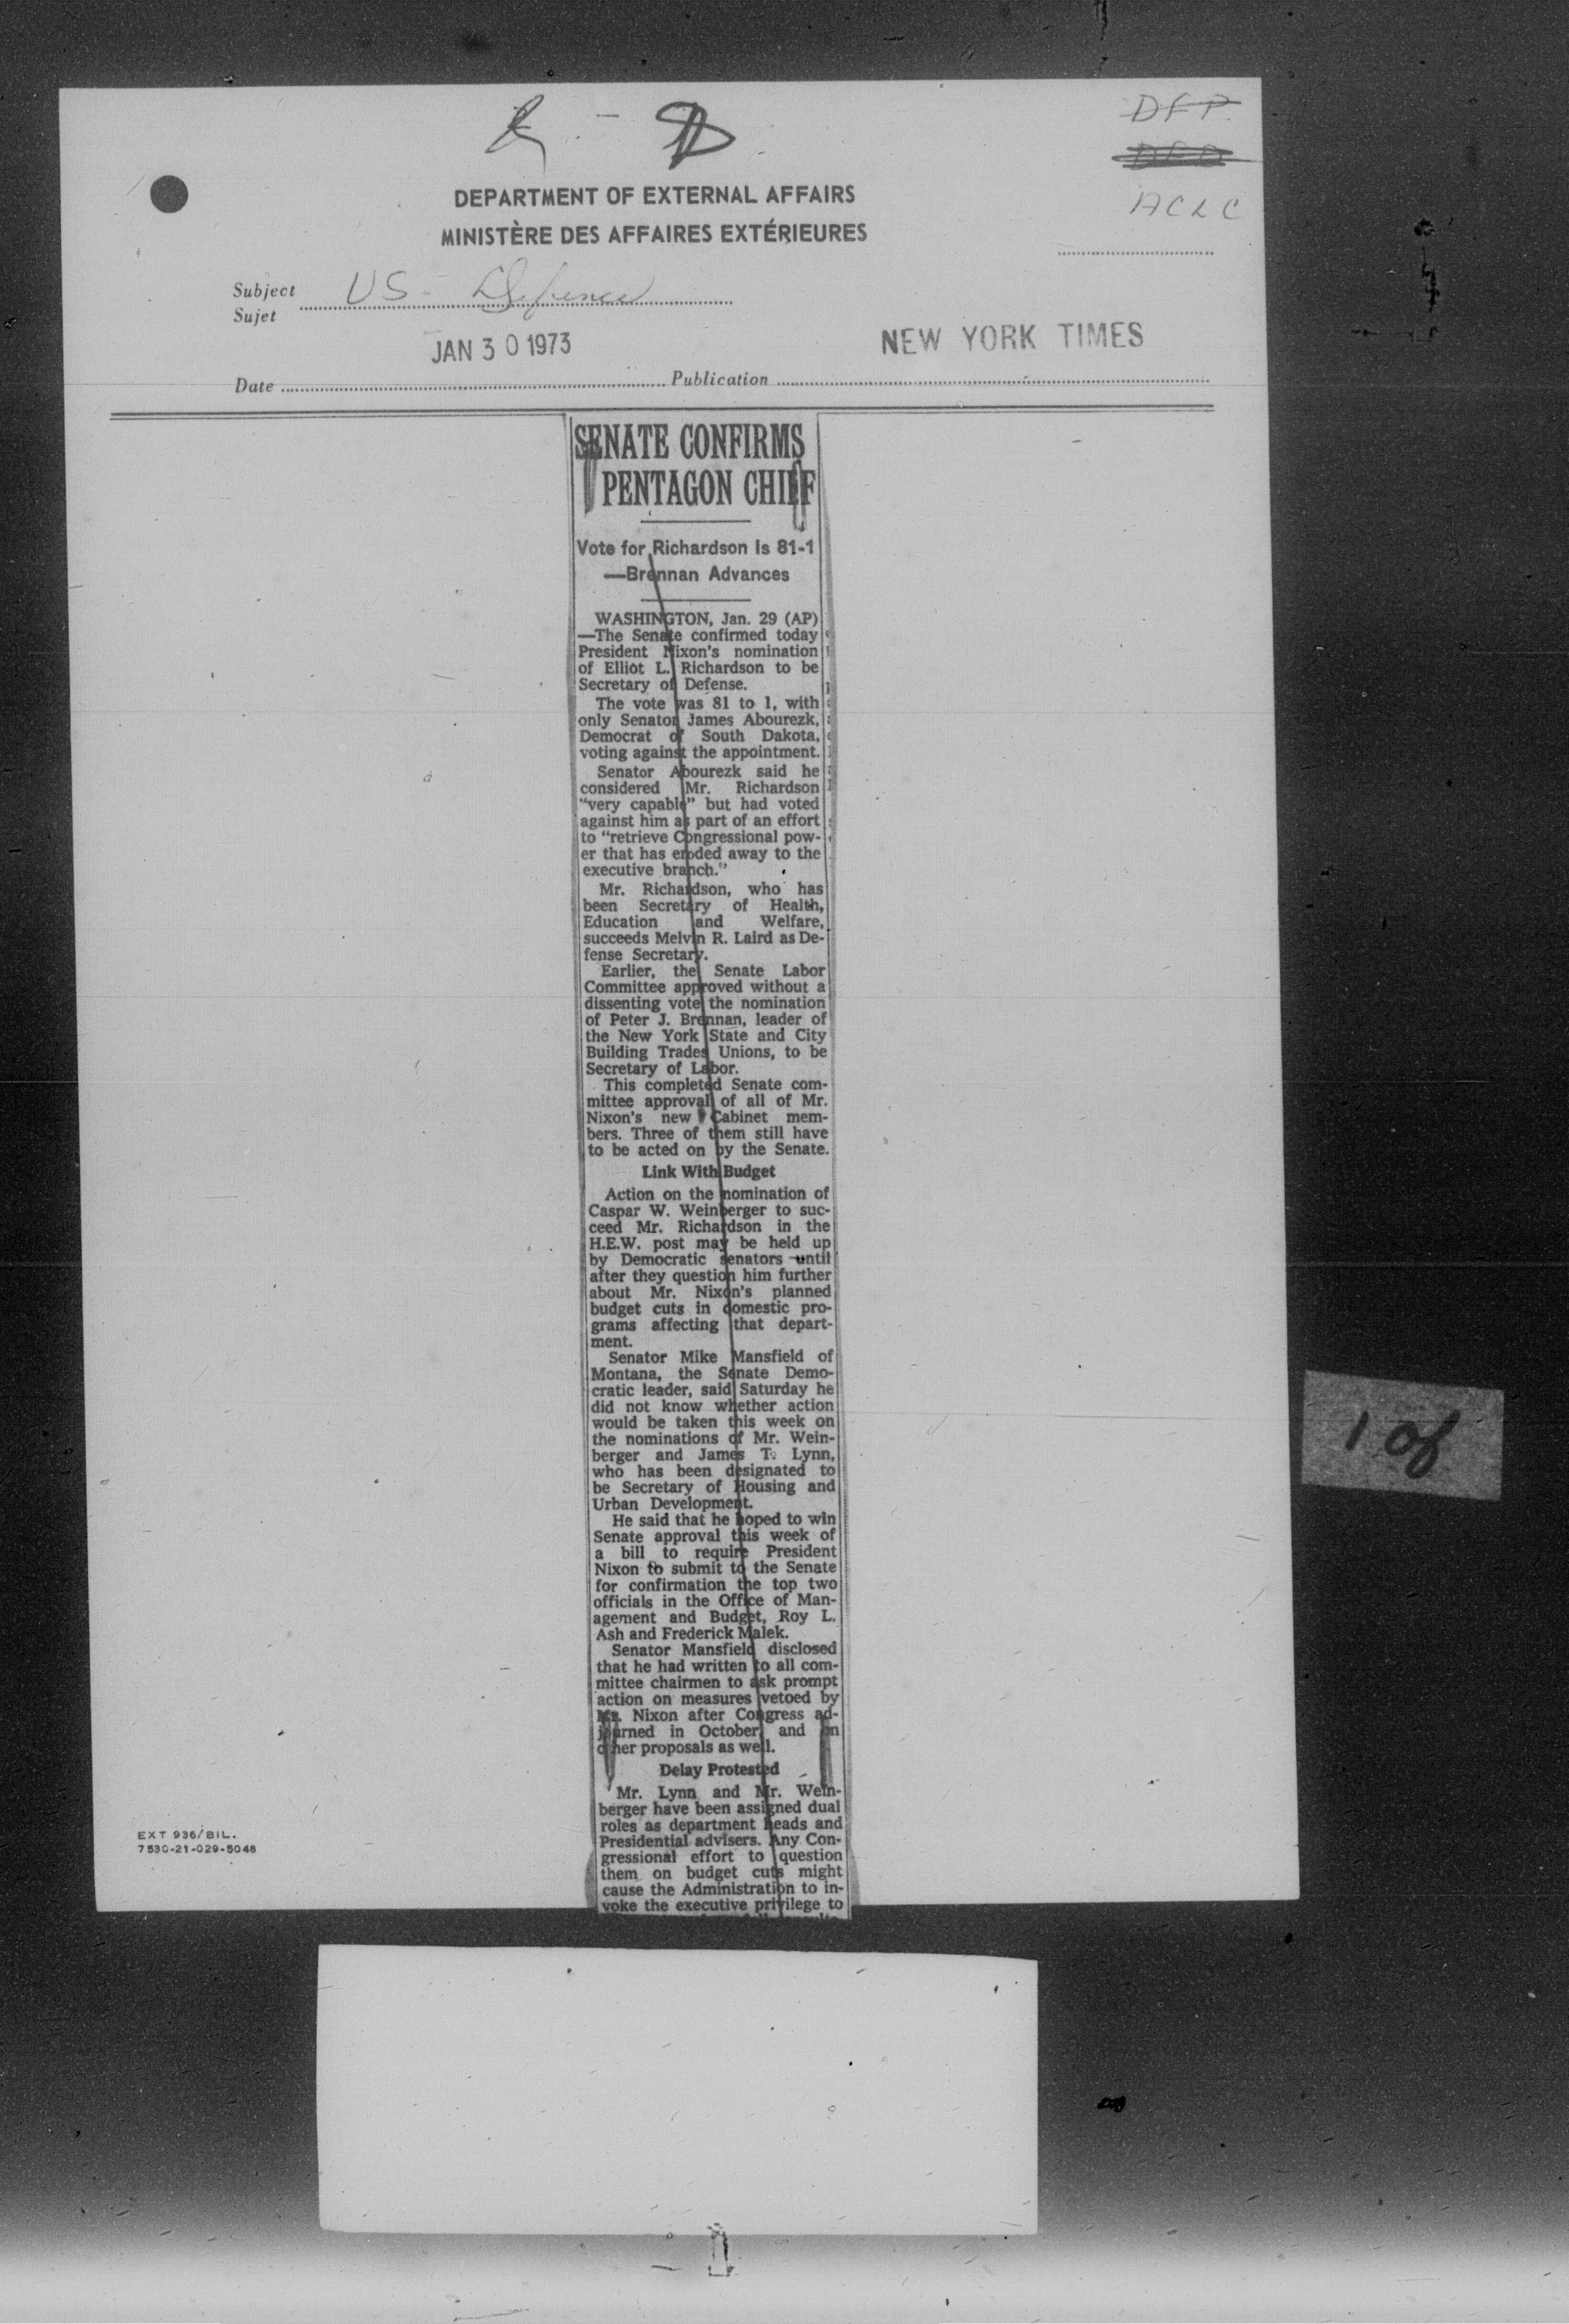 DFP
ACLC
DEPARTMENT OF EXTERNAL AFFAIRS
MINISTÈRE DES AFFAIRES EXTÉRIEURES
Subject US - Defence
Sujet
JAN 30 1973
NEW YORK TIMES
Date
Publication
SENATE CONFIRMS
PENTAGON CHIEF
Vote for Richardson Is 81-1
—Brennan Advances
WASHINGTON, Jan. 29 (AP)
—The Senate confirmed today
President Nixon's nomination
of Elliot L. Richardson to be
Secretary of Defense.
The vote was 81 to 1, with
only Senator James Abourezk,
Democrat of South Dakota,
voting against the appointment.
Senator Abourezk said he
considered Mr. Richardson
"very capable" but had voted
against him as part of an effort
to "retrieve Congressional pow-
er that has eroded away to the
executive branch."
Mr. Richardson, who has
been Secretary of Health,
Education and Welfare,
succeeds Melvin R. Laird as De-
fense Secretary.
Earlier, the Senate Labor
Committee approved without a
dissenting vote the nomination
of Peter J. Brennan, leader of
the New York State and City
Building Trades Unions, to be
Secretary of Labor.
This completed Senate com-
mittee approval of all of Mr.
Nixon's new Cabinet mem-
bers. Three of them still have
to be acted on by the Senate.
Link With Budget
Action on the nomination of
Caspar W. Weinberger to suc-
ceed Mr. Richardson in the
H.E.W. post may be held up
by Democratic senators until
after they question him further
about Mr. Nixon's planned
budget cuts in domestic pro-
grams affecting that depart-
ment.
Senator Mike Mansfield of
Montana, the Senate Demo-
cratic leader, said Saturday he
did not know whether action
would be taken this week on
the nominations of Mr. Wein-
berger and James T. Lynn,
who has been designated to
be Secretary of Housing and
Urban Development.
He said that he hoped to win
Senate approval this week of
a bill to require President
Nixon to submit to the Senate
for confirmation the top two
officials in the Office of Man-
agement and Budget, Roy L.
Ash and Frederick Malek.
Senator Mansfield disclosed
that he had written to all com-
mittee chairmen to ask prompt
action on measures vetoed by
Mr. Nixon after Congress ad-
journed in October, and on
other proposals as well.
Delay Protested
Mr. Lynn and Mr. Wein-
berger have been assigned dual
roles as department heads and
Presidential advisers. Any Con-
gressional effort to question
them on budget cuts might
cause the Administration to in-
voke the executive privilege to
EXT 936/BIL.
7530-21-029-5046
1 of